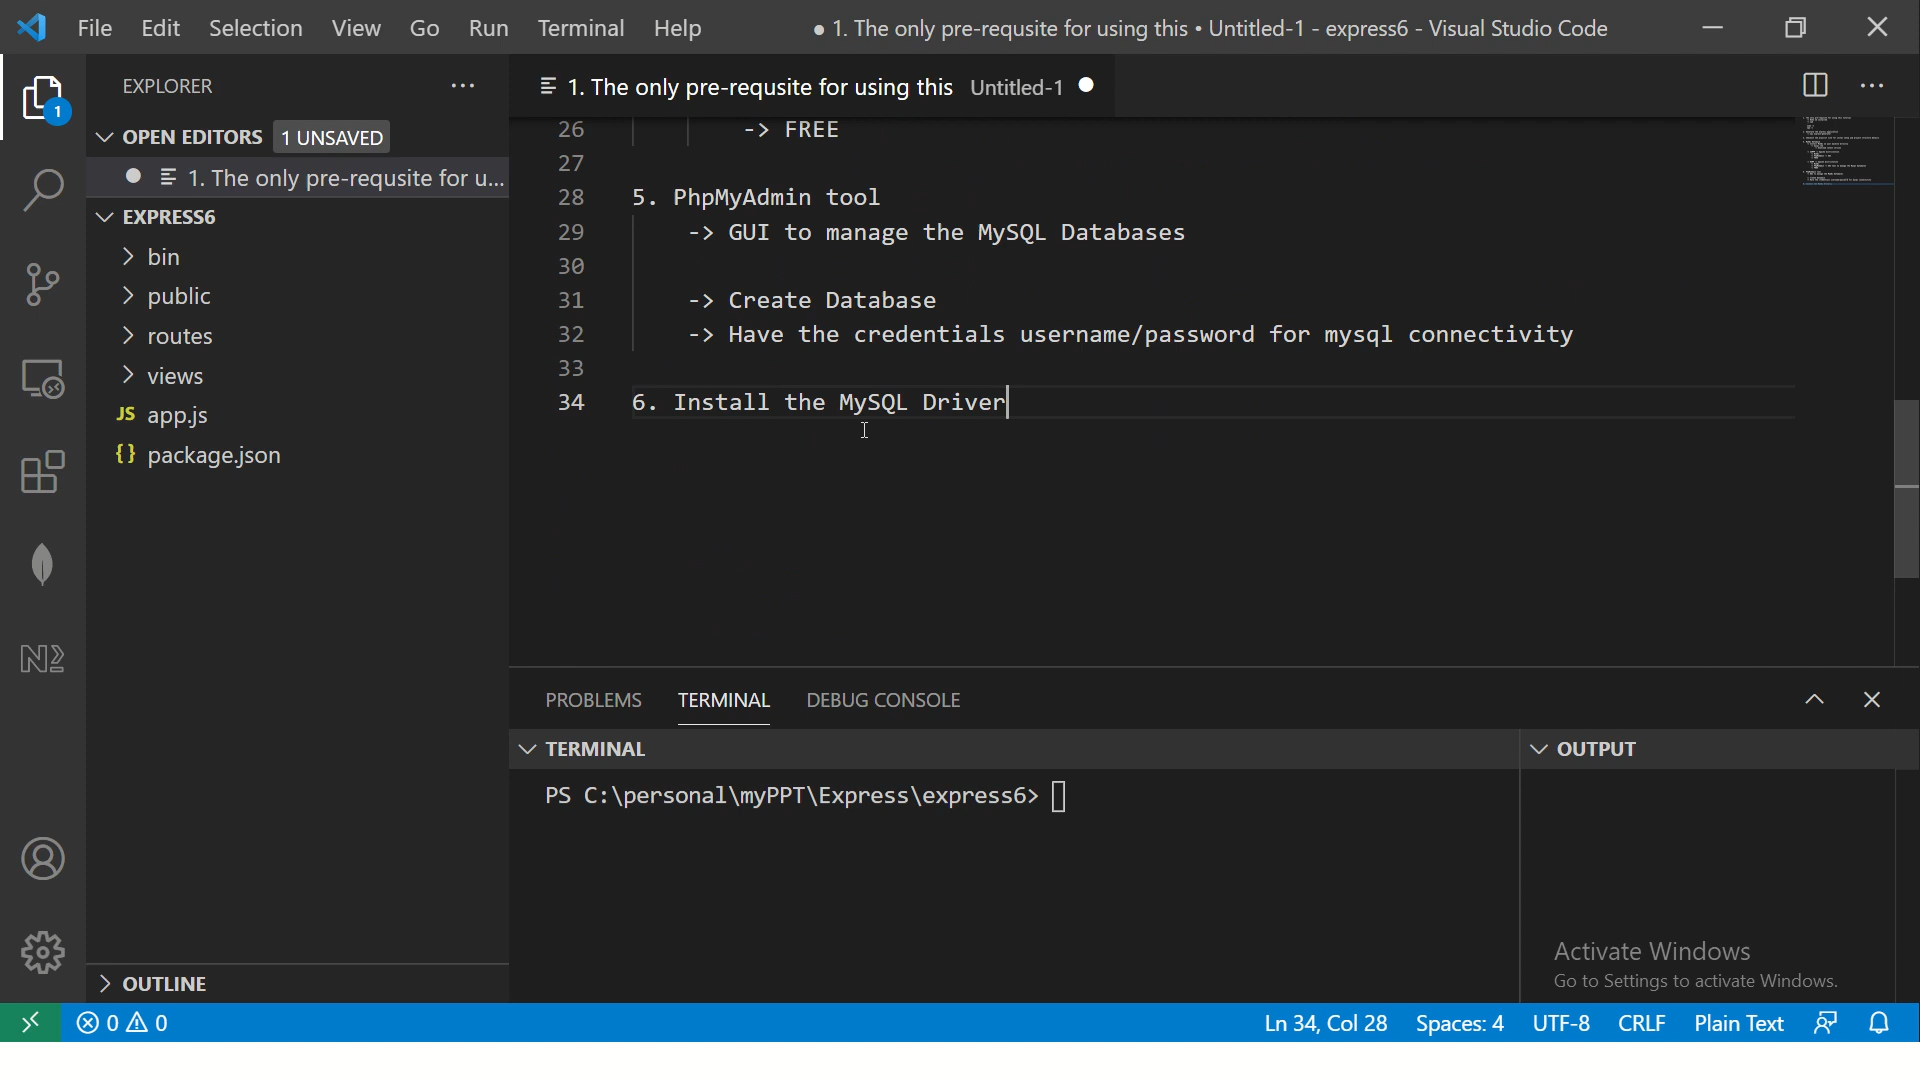 File Edit Selection View Go Run Terminal Help
● 1. The only pre-requsite for using this • Untitled-1 - express6 - Visual Studio Code
EXPLORER
1
OPEN EDITORS 1 UNSAVED
1. The only pre-requsite for u...
EXPRESS6
bin
public
routes
views
JS app.js
{} package.json
OUTLINE
1. The only pre-requsite for using this Untitled-1
26 -> FREE
27
28 5. PhpMyAdmin tool
29 -> GUI to manage the MySQL Databases
30
31 -> Create Database
32 -> Have the credentials username/password for mysql connectivity
33
34 6. Install the MySQL Driver
PROBLEMS TERMINAL DEBUG CONSOLE
TERMINAL
OUTPUT
PS C:\personal\myPPT\Express\express6>
Activate Windows
Go to Settings to activate Windows.
0 0
Ln 34, Col 28 Spaces: 4 UTF-8 CRLF Plain Text